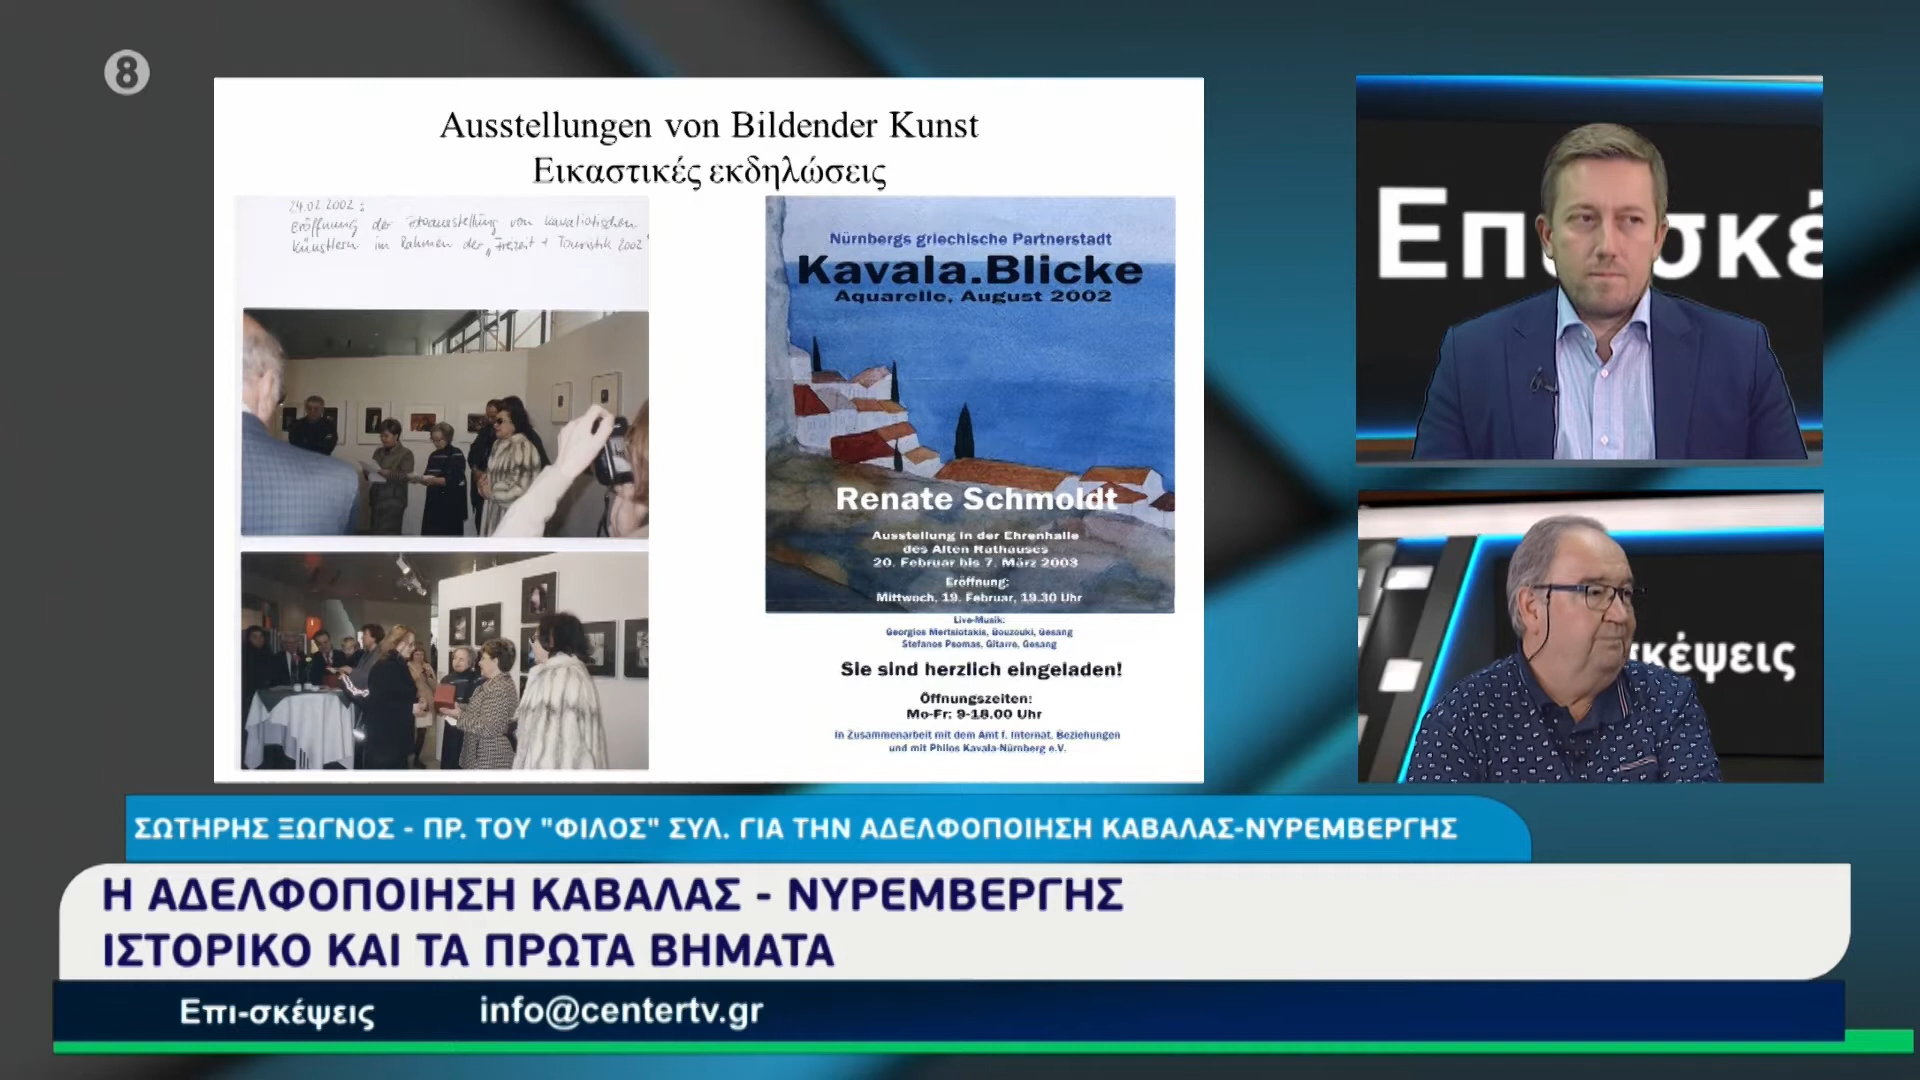 8
Ausstellungen von Bildender Kunst
Εικαστικές εκδηλώσεις
24.02.2002:
Eröffnung der Fotoausstellung von kavaliotischen
Künstlern im Rahmen der „Freizeit + Touristik 2002"
Nürnbergs griechische Partnerstadt
Kavala.Blicke
Aquarelle, August 2002
Renate Schmoldt
Ausstellung in der Ehrenhalle
des Alten Rathauses
20. Februar bis 7. März 2003
Eröffnung:
Mittwoch, 19. Februar, 19.30 Uhr
Live-Musik:
Georgios Mertsiotakis, Bouzouki, Gesang
Stefanos Psomas, Gitarre, Gesang
Sie sind herzlich eingeladen!
Öffnungszeiten:
Mo-Fr: 9-18.00 Uhr
In Zusammenarbeit mit dem Amt f. Internat. Beziehungen
und mit Philos Kavala-Nürnberg e.V.
Επι σκέ
σκέψεις
ΣΩΤΗΡΗΣ ΞΩΓΝΟΣ - ΠΡ. ΤΟΥ "ΦΙΛΟΣ" ΣΥΛ. ΓΙΑ ΤΗΝ ΑΔΕΛΦΟΠΟΙΗΣΗ ΚΑΒΑΛΑΣ-ΝΥΡΕΜΒΕΡΓΗΣ
Η ΑΔΕΛΦΟΠΟΙΗΣΗ ΚΑΒΑΛΑΣ - ΝΥΡΕΜΒΕΡΓΗΣ
ΙΣΤΟΡΙΚΟ ΚΑΙ ΤΑ ΠΡΩΤΑ ΒΗΜΑΤΑ
Επι-σκέψεις info@centertv.gr